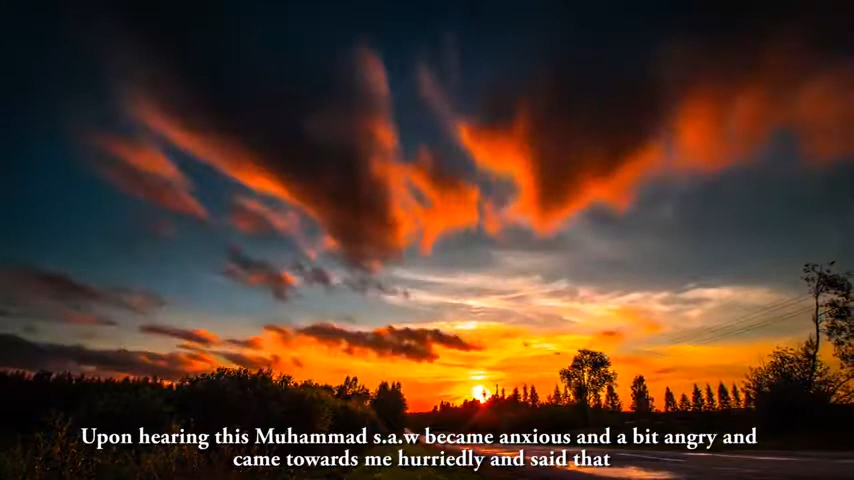 Upon hearing this Muhammad s.a.w became anxious and a bit angry and
came towards me hurriedly and said that